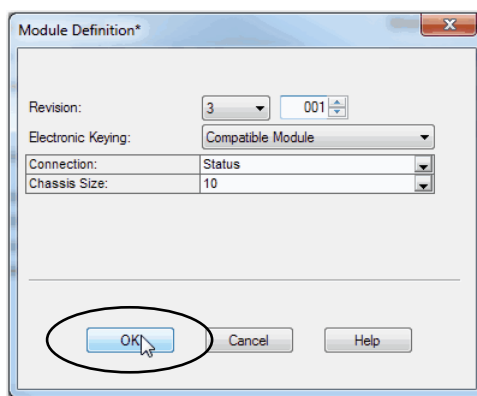 Module Definition*
Revision: 3 001
Electronic Keying: Compatible Module
Connection: Status
Chassis Size: 10
OK Cancel Help